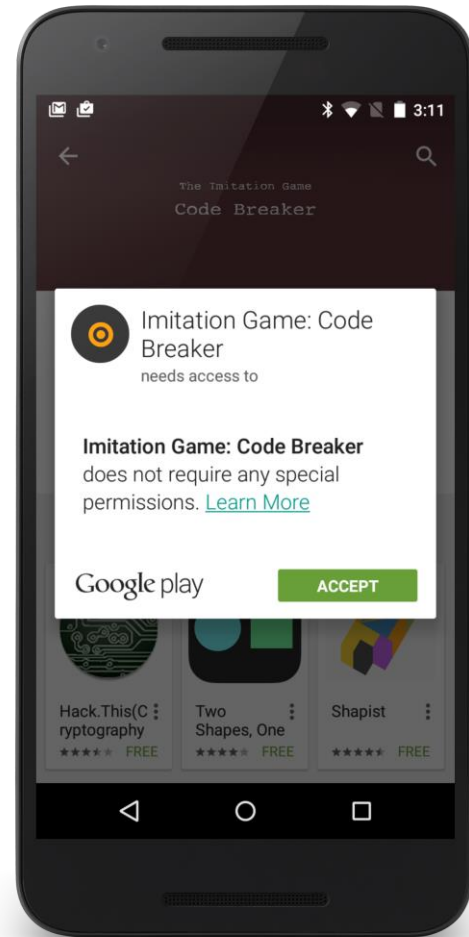 3:11
The Imitation Game
Code Breaker
Imitation Game: Code
Breaker
needs access to
Imitation Game: Code Breaker
does not require any special
permissions. Learn More
Google play
ACCEPT
Hack.This(C
ryptography
FREE
Two
Shapes, One
FREE
Shapist
FREE